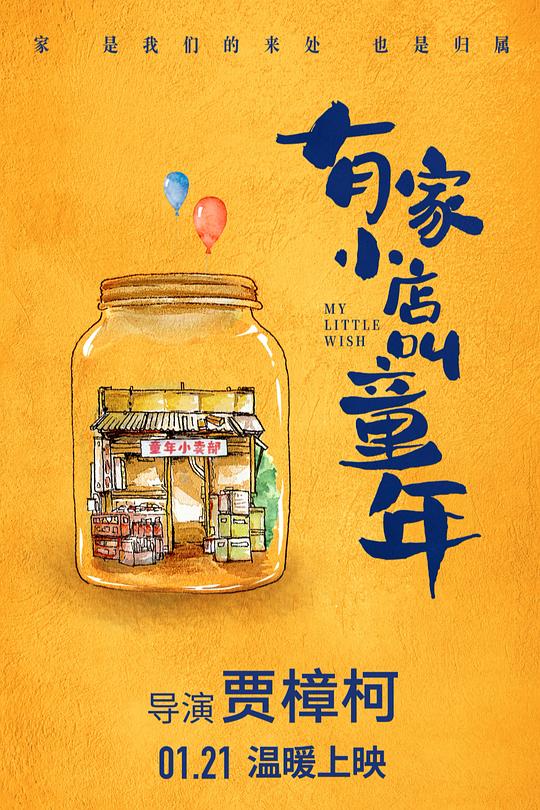 家 是我们的来处 也是归属
有家小店叫童年
MY
LITTLE
WISH
童年小卖部
导演 贾樟柯
01.21 温暖上映